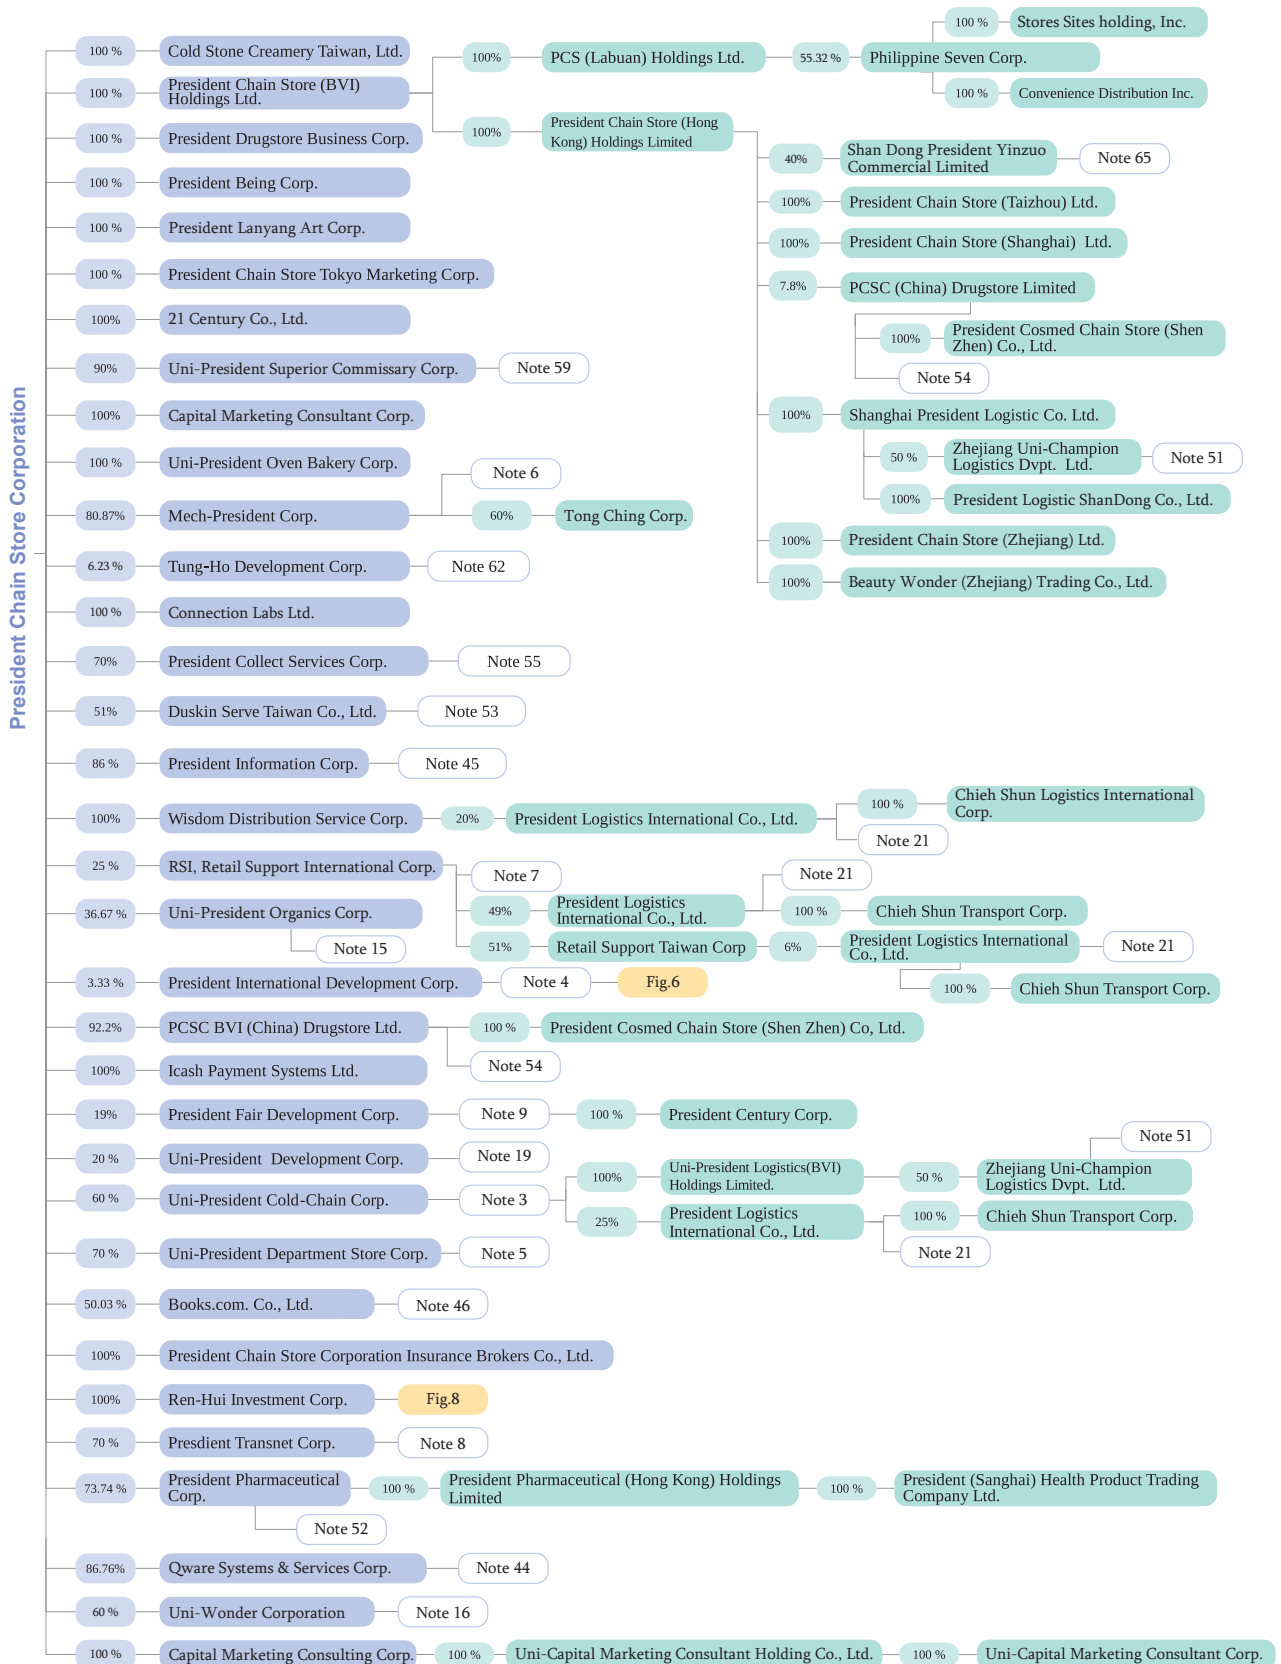 President Chain Store Corporation
100 %
Stores Sites holding, Inc.
100 %
Cold Stone Creamery Taiwan, Ltd.
100%
PCS (Labuan) Holdings Ltd.
55.32 %
Philippine Seven Corp.
100 %
President Chain Store (BVI)
Holdings Ltd.
100 %
Convenience Distribution Inc.
100%
President Chain Store (Hong
Kong) Holdings Limited
100 %
President Drugstore Business Corp.
40%
Shan Dong President Yinzuo
Commercial Limited
Note 65
100 %
President Being Corp.
100%
President Chain Store (Taizhou) Ltd.
100 %
President Lanyang Art Corp.
100%
President Chain Store (Shanghai)  Ltd.
100 %
President Chain Store Tokyo Marketing Corp.
7.8%
PCSC (China) Drugstore Limited
100%
21 Century Co., Ltd.
100%
President Cosmed Chain Store (Shen
Zhen) Co., Ltd.
90%
Uni-President Superior Commissary Corp.
Note 59
Note 54
100%
Capital Marketing Consultant Corp.
100%
Shanghai President Logistic Co. Ltd.
100 %
Uni-President Oven Bakery Corp.
Note 6
50 %
Zhejiang Uni-Champion
Logistics Dvpt.  Ltd.
Note 51
100%
President Logistic ShanDong Co., Ltd.
80.87%
Mech-President Corp.
60%
Tong Ching Corp.
100%
President Chain Store (Zhejiang) Ltd.
6.23 %
Tung-Ho Development Corp.
Note 62
100%
Beauty Wonder (Zhejiang) Trading Co., Ltd.
100 %
Connection Labs Ltd.
70%
President Collect Services Corp.
Note 55
51%
Duskin Serve Taiwan Co., Ltd.
Note 53
86 %
President Information Corp.
Note 45
100%
Wisdom Distribution Service Corp.
20%
President Logistics International Co., Ltd.
100 %
Chieh Shun Logistics International
Corp.
Note 21
25 %
RSI, Retail Support International Corp.
Note 7
Note 21
49%
President Logistics
International Co., Ltd.
100 %
Chieh Shun Transport Corp.
36.67 %
Uni-President Organics Corp.
Note 15
51%
Retail Support Taiwan Corp
6%
President Logistics International
Co., Ltd.
Note 21
100 %
Chieh Shun Transport Corp.
3.33 %
President International Development Corp.
Note 4
Fig.6
92.2%
PCSC BVI (China) Drugstore Ltd.
100 %
President Cosmed Chain Store (Shen Zhen) Co, Ltd.
Note 54
100%
Icash Payment Systems Ltd.
19%
President Fair Development Corp.
Note 9
100 %
President Century Corp.
20 %
Uni-President  Development Corp.
Note 19
Note 51
60 %
Uni-President Cold-Chain Corp.
Note 3
100%
Uni-President Logistics(BVI)
Holdings Limited.
50 %
Zhejiang Uni-Champion
Logistics Dvpt.  Ltd.
25%
President Logistics
International Co., Ltd.
100 %
Chieh Shun Transport Corp.
Note 21
70 %
Uni-President Department Store Corp.
Note 5
50.03 %
Books.com. Co., Ltd.
Note 46
100%
President Chain Store Corporation Insurance Brokers Co., Ltd.
100%
Ren-Hui Investment Corp.
Fig.8
70 %
Presdient Transnet Corp.
Note 8
73.74 %
President Pharmaceutical
Corp.
100 %
President Pharmaceutical (Hong Kong) Holdings
Limited
100 %
President (Sanghai) Health Product Trading
Company Ltd.
Note 52
86.76%
Qware Systems & Services Corp.
Note 44
60 %
Uni-Wonder Corporation
Note 16
100 %
Capital Marketing Consulting Corp.
100 %
Uni-Capital Marketing Consultant Holding Co., Ltd.
100 %
Uni-Capital Marketing Consultant Corp.